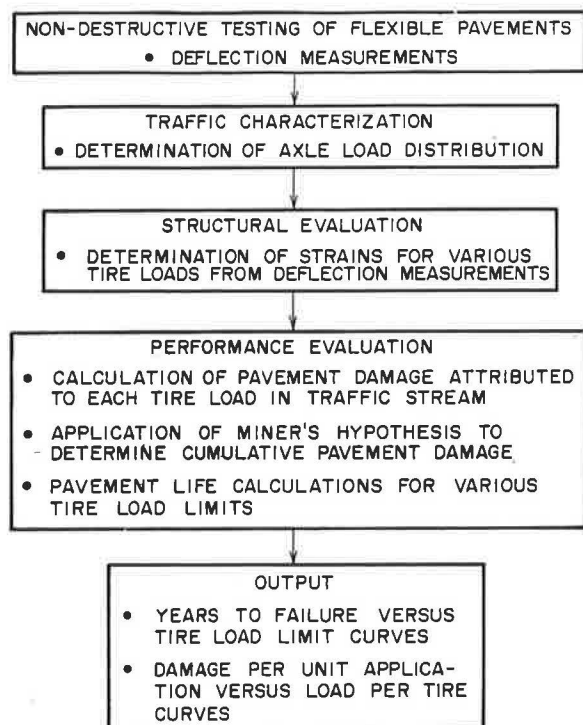 NON-DESTRUCTIVE TESTING OF FLEXIBLE PAVEMENTS
• DEFLECTION MEASUREMENTS
TRAFFIC CHARACTERIZATION
• DETERMINATION OF AXLE LOAD DISTRIBUTION
STRUCTURAL EVALUATION
• DETERMINATION OF STRAINS FOR VARIOUS
TIRE LOADS FROM DEFLECTION MEASUREMENTS
PERFORMANCE EVALUATION
• CALCULATION OF PAVEMENT DAMAGE ATTRIBUTED
TO EACH TIRE LOAD IN TRAFFIC STREAM
• APPLICATION OF MINER'S HYPOTHESIS TO
DETERMINE CUMULATIVE PAVEMENT DAMAGE
• PAVEMENT LIFE CALCULATIONS FOR VARIOUS
TIRE LOAD LIMITS
OUTPUT
• YEARS TO FAILURE VERSUS
TIRE LOAD LIMIT CURVES
• DAMAGE PER UNIT APPLICA-
TION VERSUS LOAD PER TIRE
CURVES